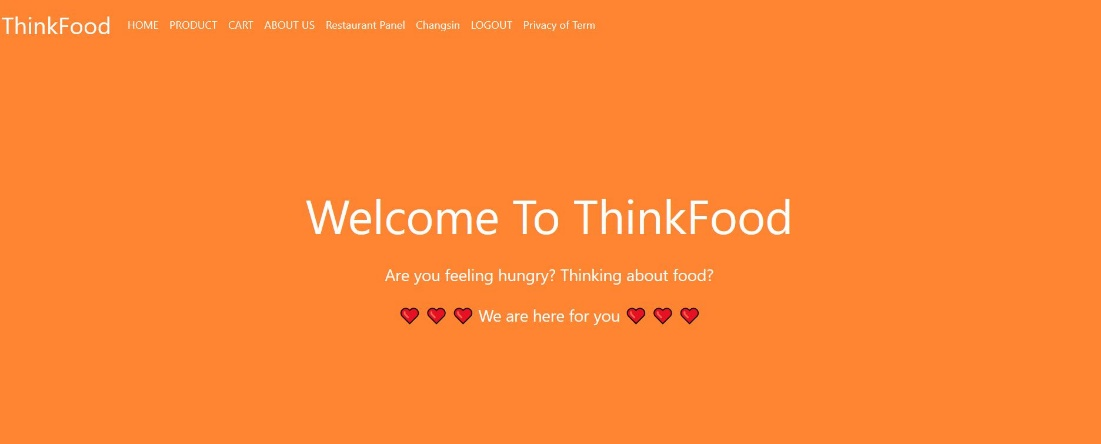 ThinkFood HOME PRODUCT CART ABOUT US Restaurant Panel Changsin LOGOUT Privacy of Term
Welcome To ThinkFood
Are you feeling hungry? Thinking about food?
We are here for you